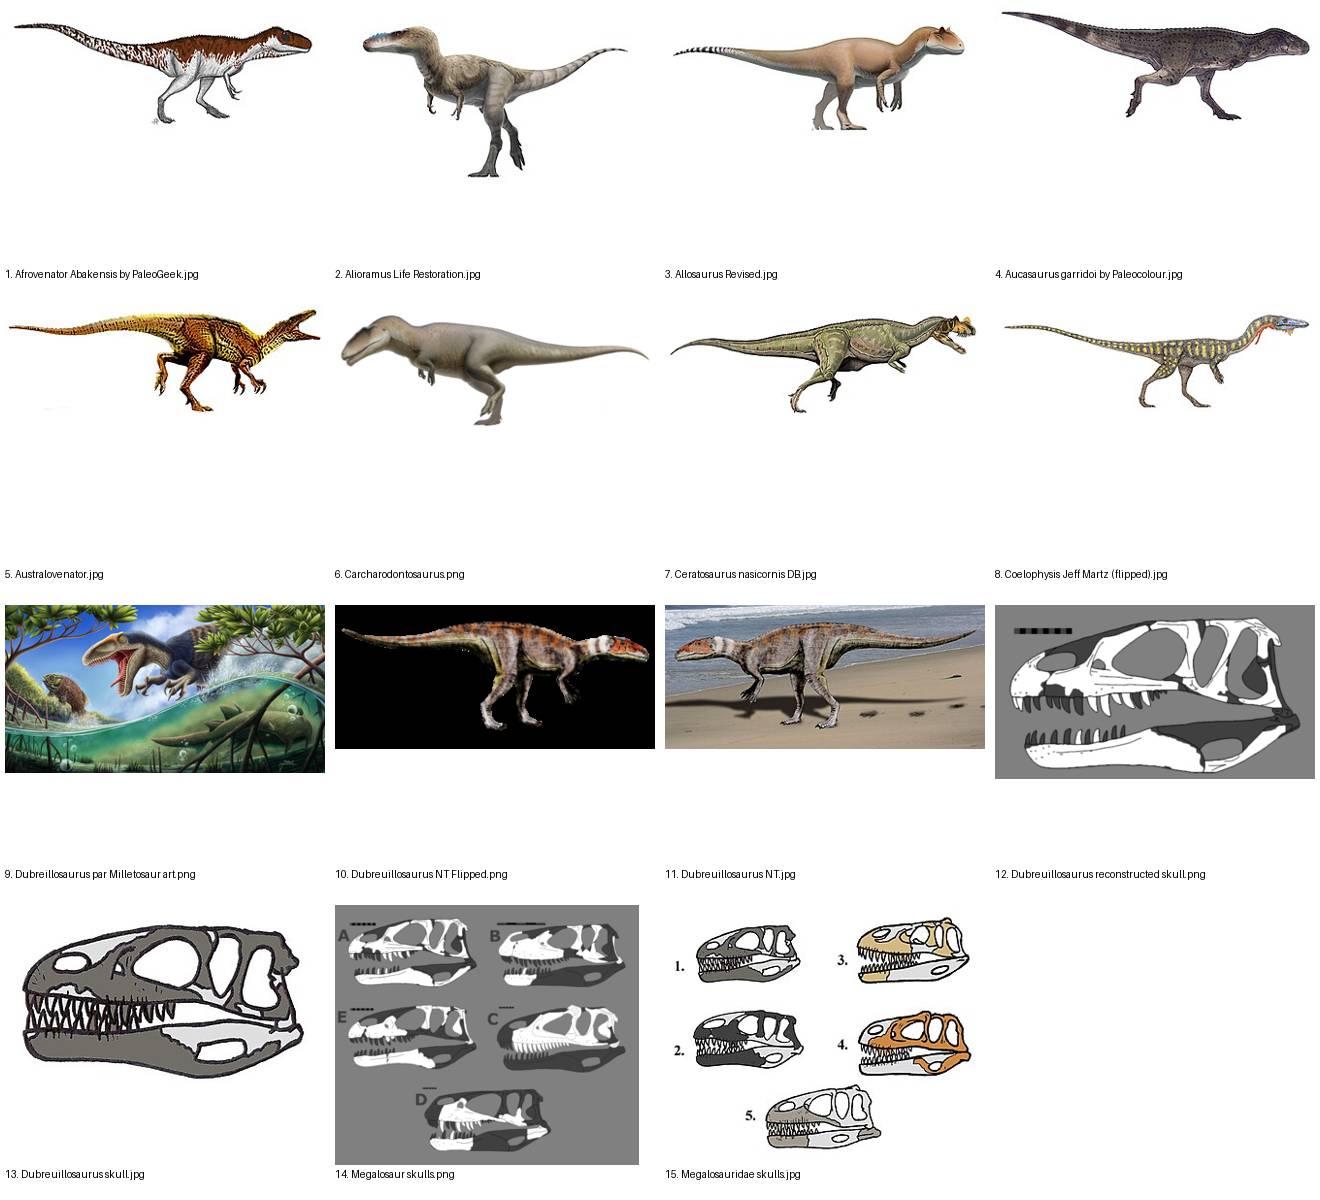 1. Afrovenator Abakensis by PaleoGeek.jpg
2. Alioramus Life Restoration.jpg
3. Allosaurus Revised.jpg
4. Aucasaurus garridoi by Paleocolour.jpg
5. Australovenator.jpg
6. Carcharodontosaurus.png
7. Ceratosaurus nasicornis DB.jpg
8. Coelophysis Jeff Martz (flipped).jpg
9. Dubreillosaurus par Milletosaur art.png
10. Dubreuillosaurus NT Flipped.png
11. Dubreuillosaurus NT.jpg
12. Dubreuillosaurus reconstructed skull.png
A B
E C
D
1. 3.
2. 4.
5.
13. Dubreuillosaurus skull.jpg
14. Megalosaur skulls.png
15. Megalosauridae skulls.jpg